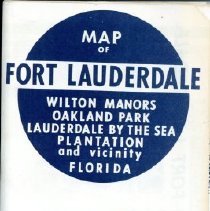 MAP
OF
FORT LAUDERDALE
WILTON MANORS
OAKLAND PARK
LAUDERDALE BY THE SEA
PLANTATION
and vicinity
FLORIDA